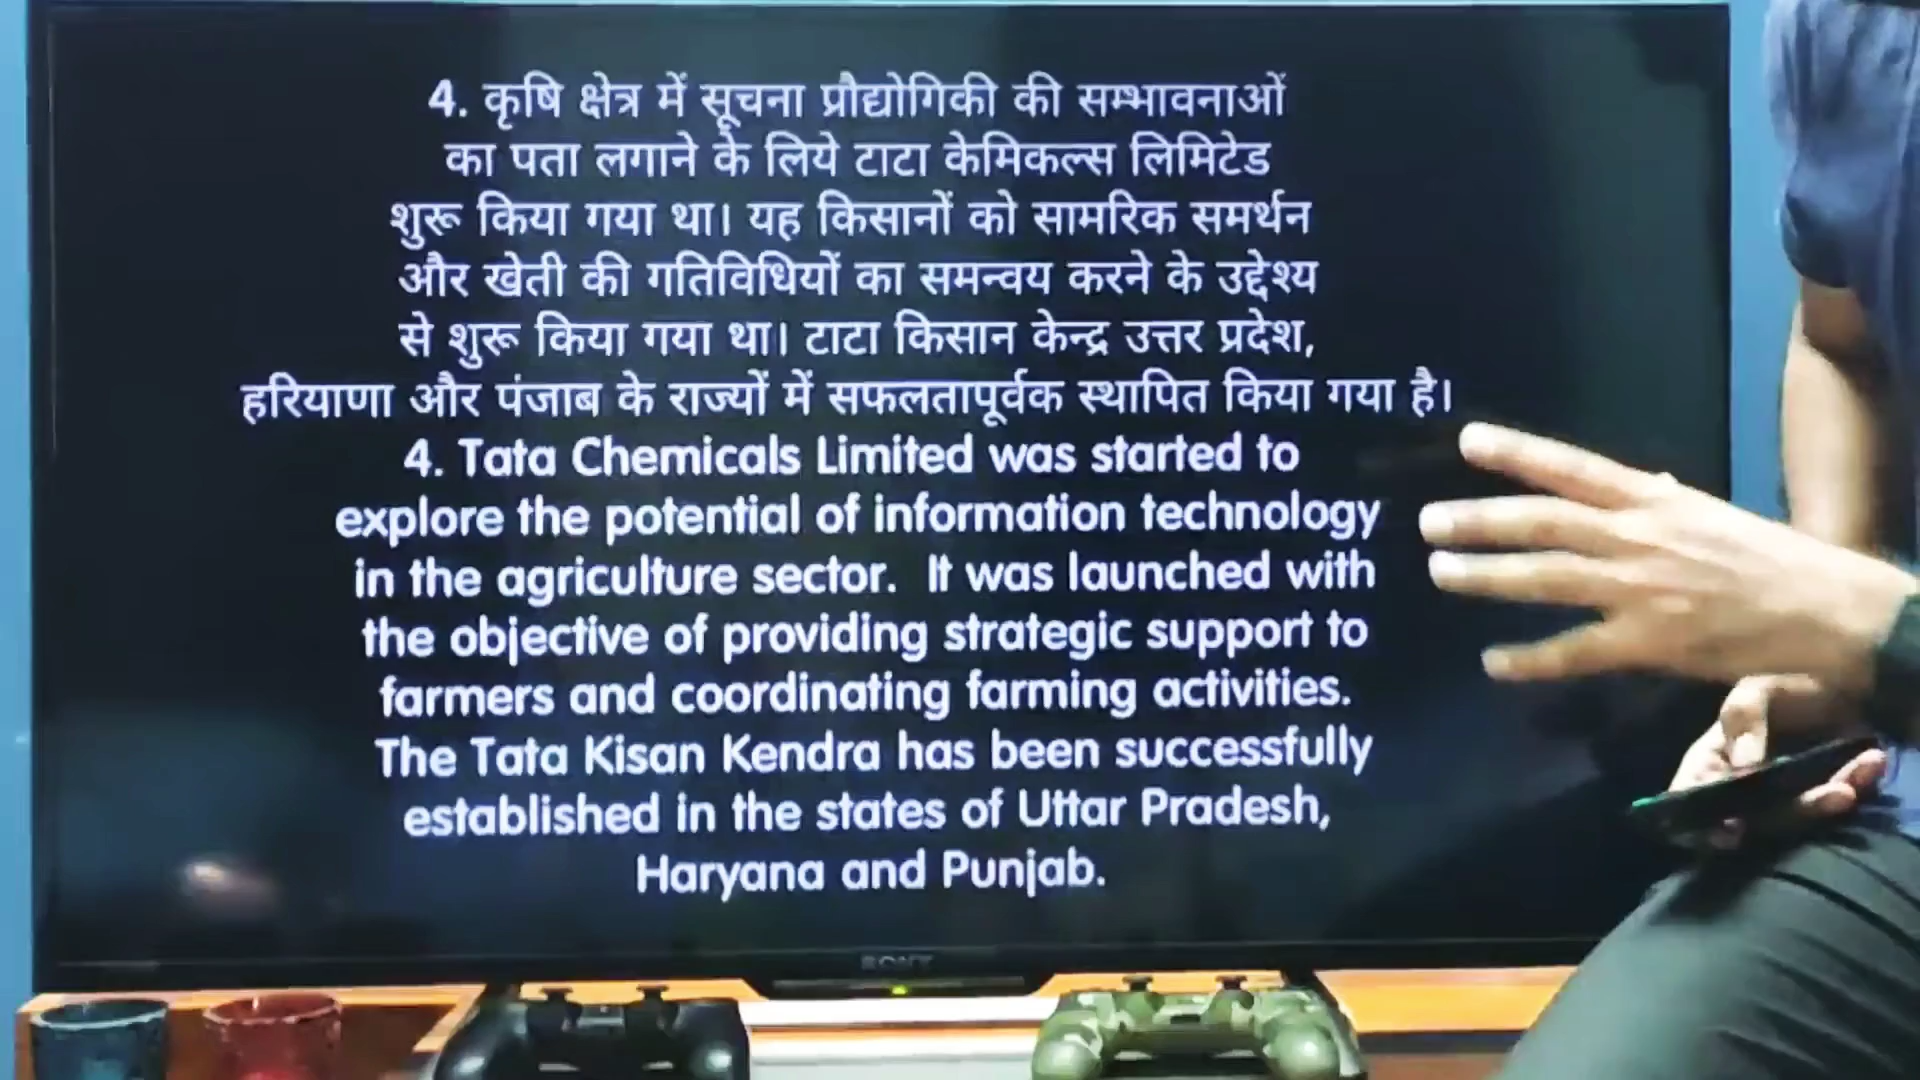 4. कृषि क्षेत्र में सूचना प्रौद्योगिकी की सम्भावनाओं
का पता लगाने के लिये टाटा केमिकल्स लिमिटेड
शुरू किया गया था। यह किसानों को सामरिक समर्थन
और खेती की गतिविधियों का समन्वय करने के उद्देश्य
से शुरू किया गया था। टाटा किसान केन्द्र उत्तर प्रदेश,
हरियाणा और पंजाब के राज्यों में सफलतापूर्वक स्थापित किया गया है।
4. Tata Chemicals Limited was started to
explore the potential of information technology
in the agriculture sector. It was launched with
the objective of providing strategic support to
farmers and coordinating farming activities.
The Tata Kisan Kendra has been successfully
established in the states of Uttar Pradesh,
Haryana and Punjab.
SONY